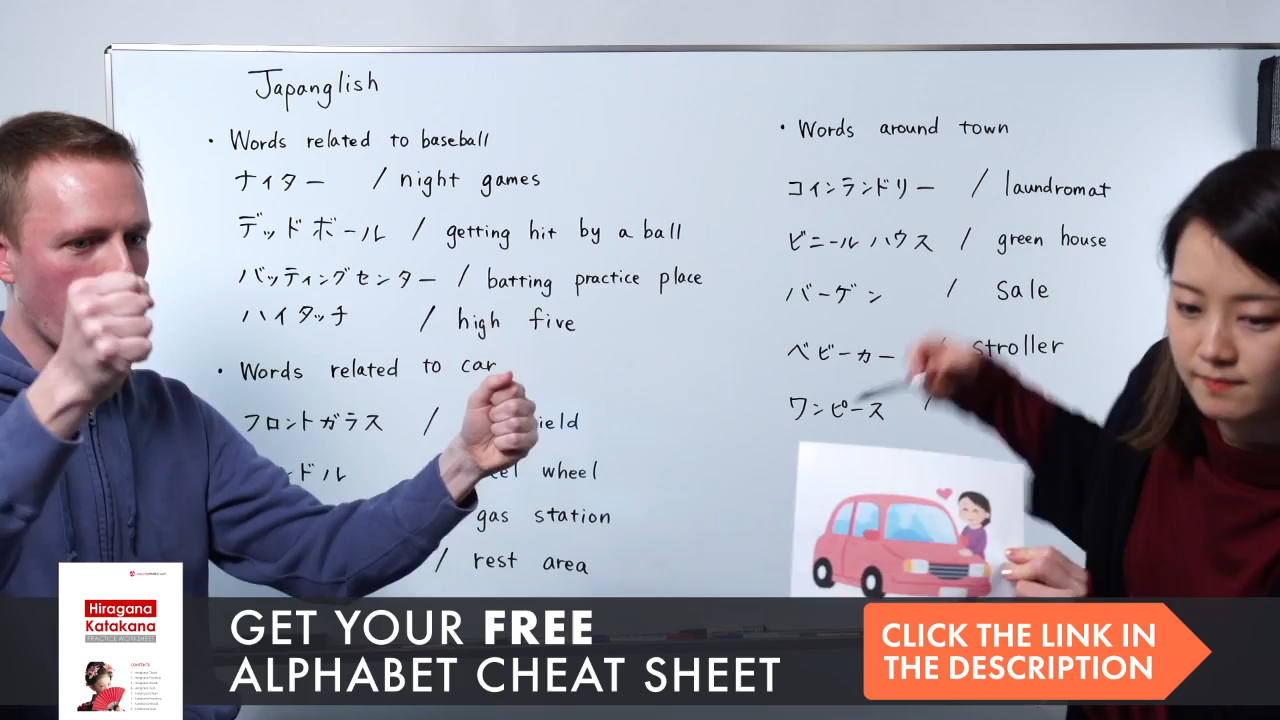 Japanglish
・Words related to baseball
ナイター / night games
デッドボール / getting hit by a ball
バッティングセンター / batting practice place
ハイタッチ / high five
・Words related to car
フロントガラス /
ドル wheel
gas station
/ rest area
・Words around town
コインランドリー / laundromat
ビニールハウス / green house
バーゲン / sale
ベビーカー / stroller
ワンピース /
Hiragana
Katakana
PRACTICE WORKSHEET
CONTENTS
GET YOUR FREE
ALPHABET CHEAT SHEET
CLICK THE LINK IN
THE DESCRIPTION